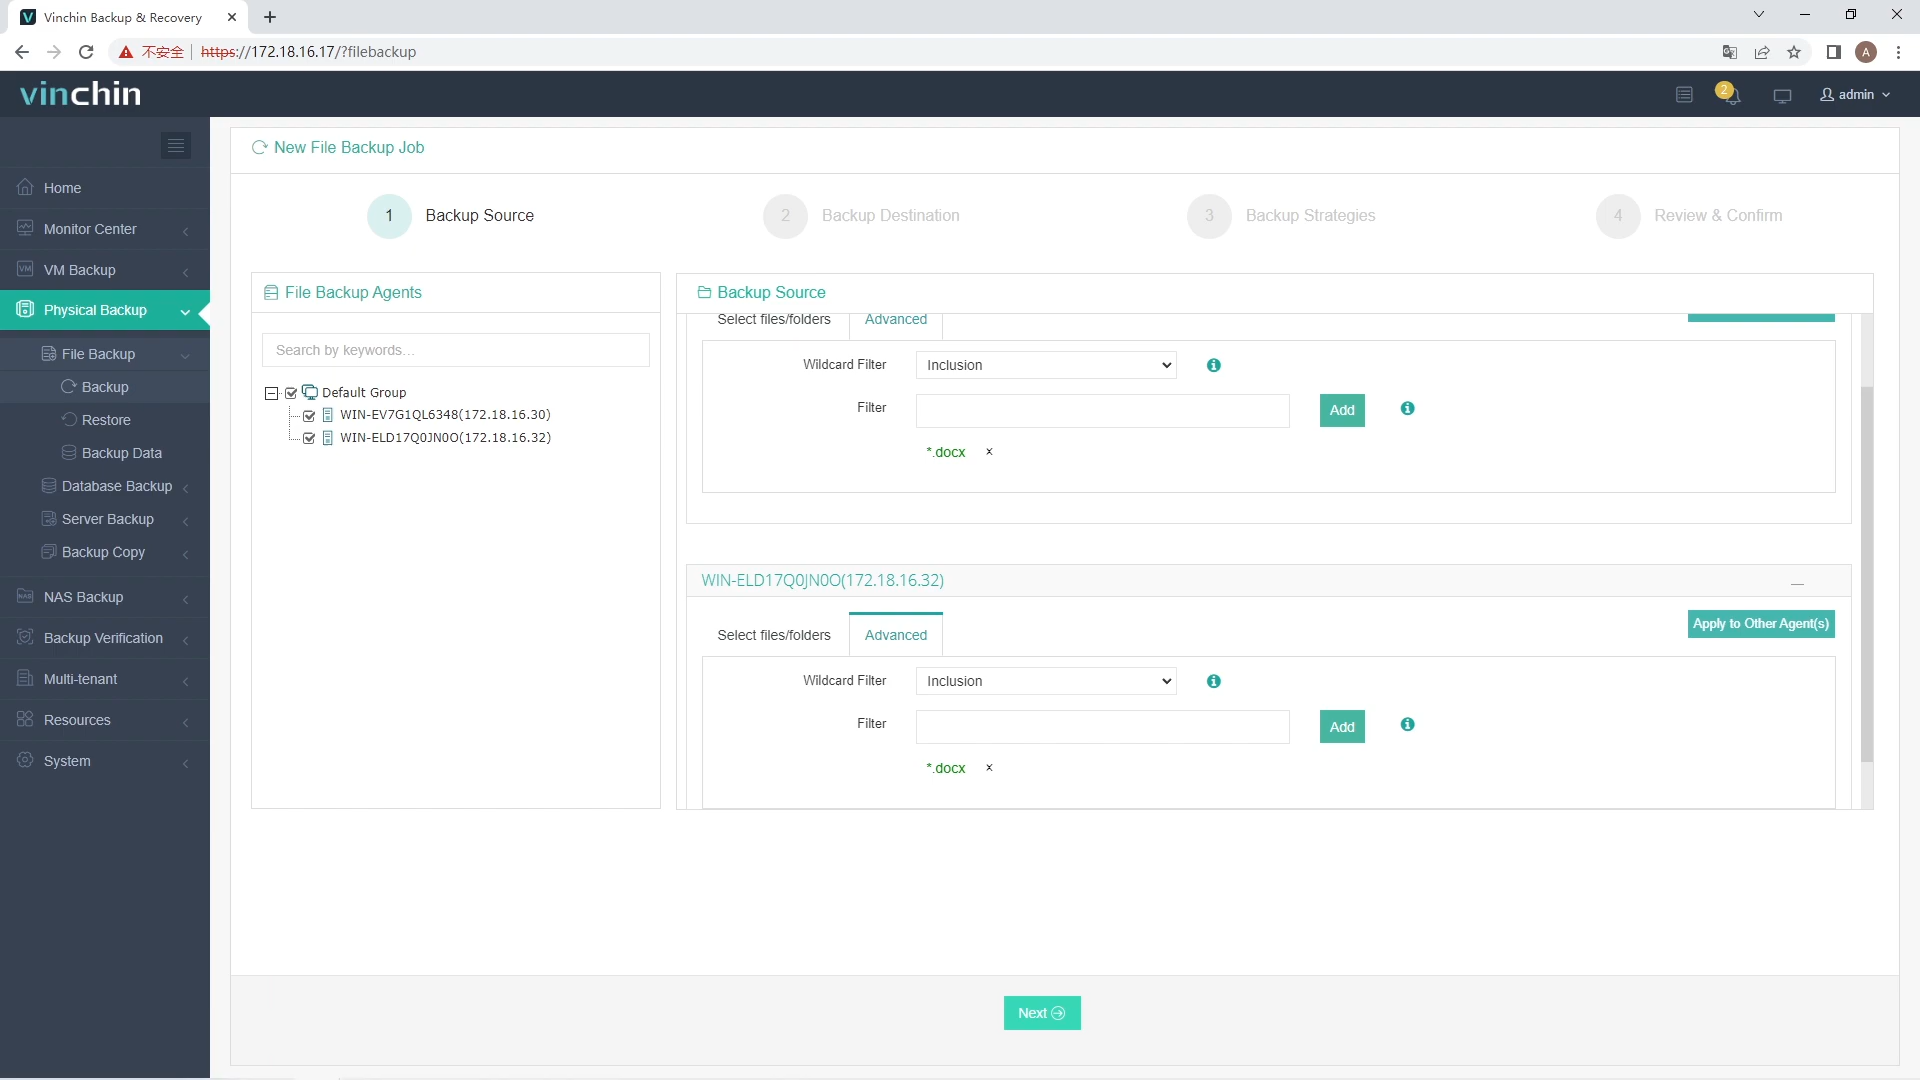 Vinchin Backup & Recovery
不安全 https://172.18.16.17/?filebackup
A
vinchin
2
admin
New File Backup Job
Home
Monitor Center
VM Backup
Physical Backup
File Backup
Backup
Restore
Backup Data
Database Backup
Server Backup
Backup Copy
NAS Backup
Backup Verification
Multi-tenant
Resources
System
1 Backup Source
2 Backup Destination
3 Backup Strategies
4 Review & Confirm
File Backup Agents
Search by keywords...
Default Group
WIN-EV7G1QL6348(172.18.16.30)
WIN-ELD17Q0JN0O(172.18.16.32)
Backup Source
Select files/folders Advanced
Wildcard Filter Inclusion
Filter Add
*.docx ×
WIN-ELD17Q0JN0O(172.18.16.32)
Select files/folders Advanced Apply to Other Agent(s)
Wildcard Filter Inclusion
Filter Add
*.docx ×
Next